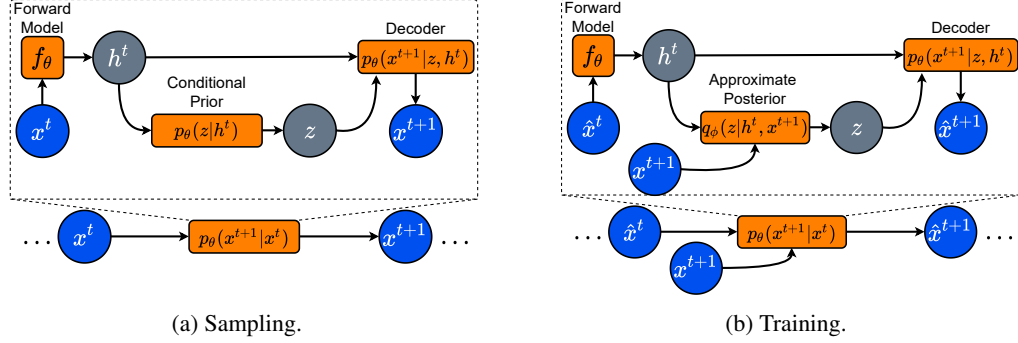 Forward
Model
f_θ
h^t
Decoder
p_θ(x^{t+1}|z, h^t)
Conditional
Prior
x^t
p_θ(z|h^t)
z
x^{t+1}
... x^t
p_θ(x^{t+1}|x^t)
x^{t+1} ...
(a) Sampling.
Forward
Model
f_θ
h^t
Decoder
p_θ(x^{t+1}|z, h^t)
Approximate
Posterior
x̂^t
q_ϕ(z|h^t, x^{t+1})
z
x̂^{t+1}
x^{t+1}
... x̂^t
p_θ(x^{t+1}|x^t)
x̂^{t+1} ...
x^{t+1}
(b) Training.